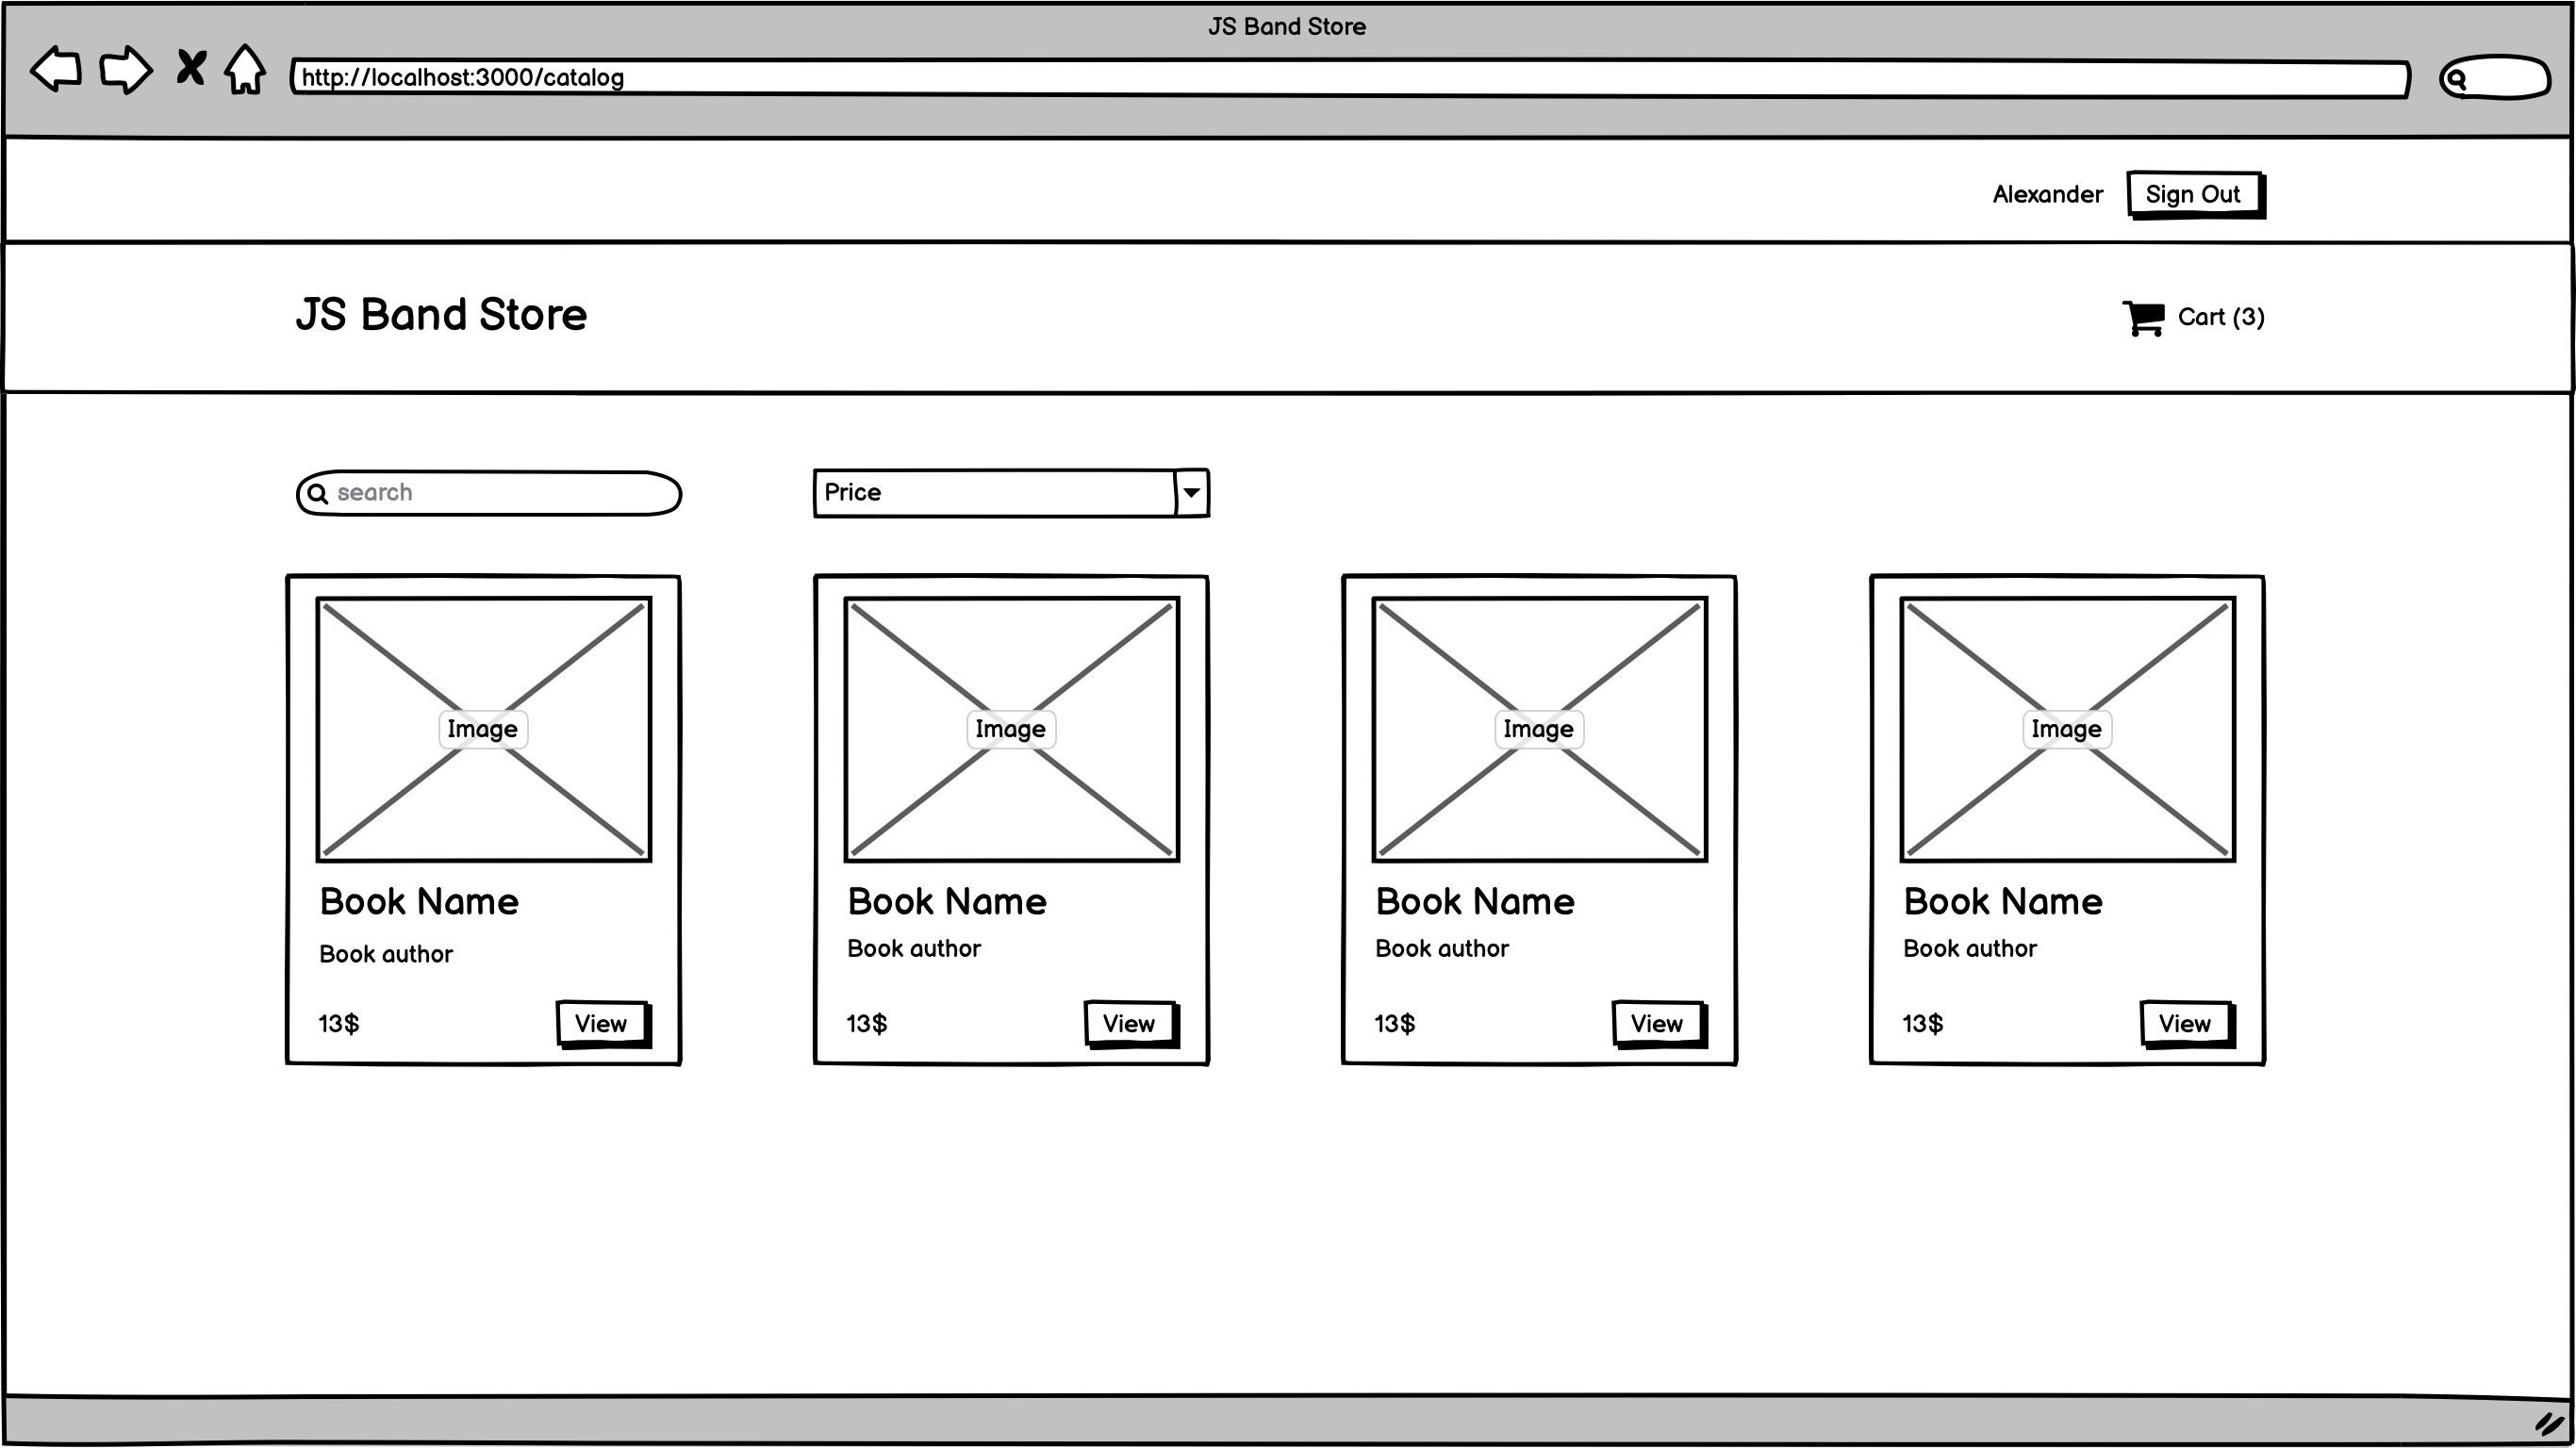 JS Band Store
http://localhost:3000/catalog
Alexander Sign Out
JS Band Store Cart (3)
search Price
Image Image Image Image
Book Name Book Name Book Name Book Name
Book author Book author Book author Book author
13$ View 13$ View 13$ View 13$ View